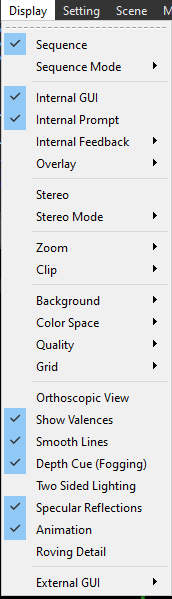 Display Setting Scene M
Sequence
Sequence Mode
Internal GUI
Internal Prompt
Internal Feedback
Overlay
Stereo
Stereo Mode
Zoom
Clip
Background
Color Space
Quality
Grid
Orthoscopic View
Show Valences
Smooth Lines
Depth Cue (Fogging)
Two Sided Lighting
Specular Reflections
Animation
Roving Detail
External GUI